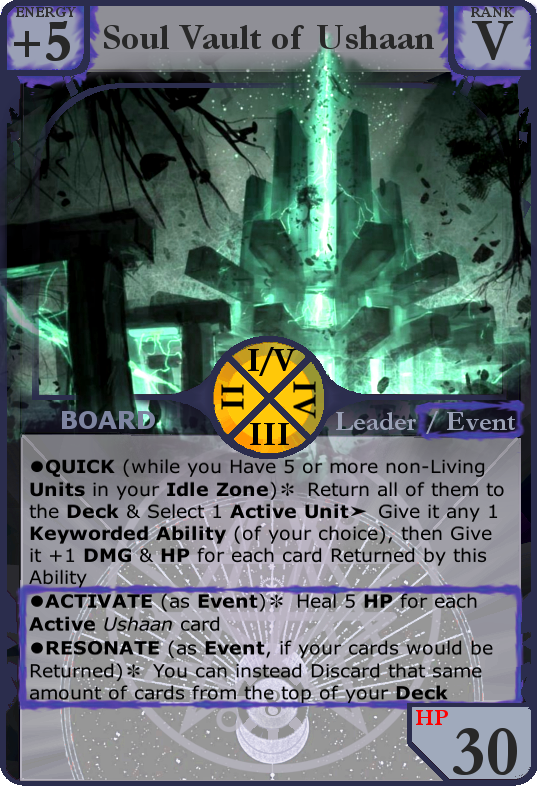 ENERGY
+5
Soul Vault of Ushaan
RANK
V
I/V
II
IV
III
BOARD
Leader / Event
●QUICK (while you Have 5 or more non-Living
Units in your Idle Zone)✻ Return all of them to
the Deck & Select 1 Active Unit➤ Give it any 1
Keyworded Ability (of your choice), then Give
it +1 DMG & HP for each card Returned by this
Ability
●ACTIVATE (as Event)✻ Heal 5 HP for each
Active Ushaan card
●RESONATE (as Event, if your cards would be
Returned)✻ You can instead Discard that same
amount of cards from the top of your Deck
HP
30